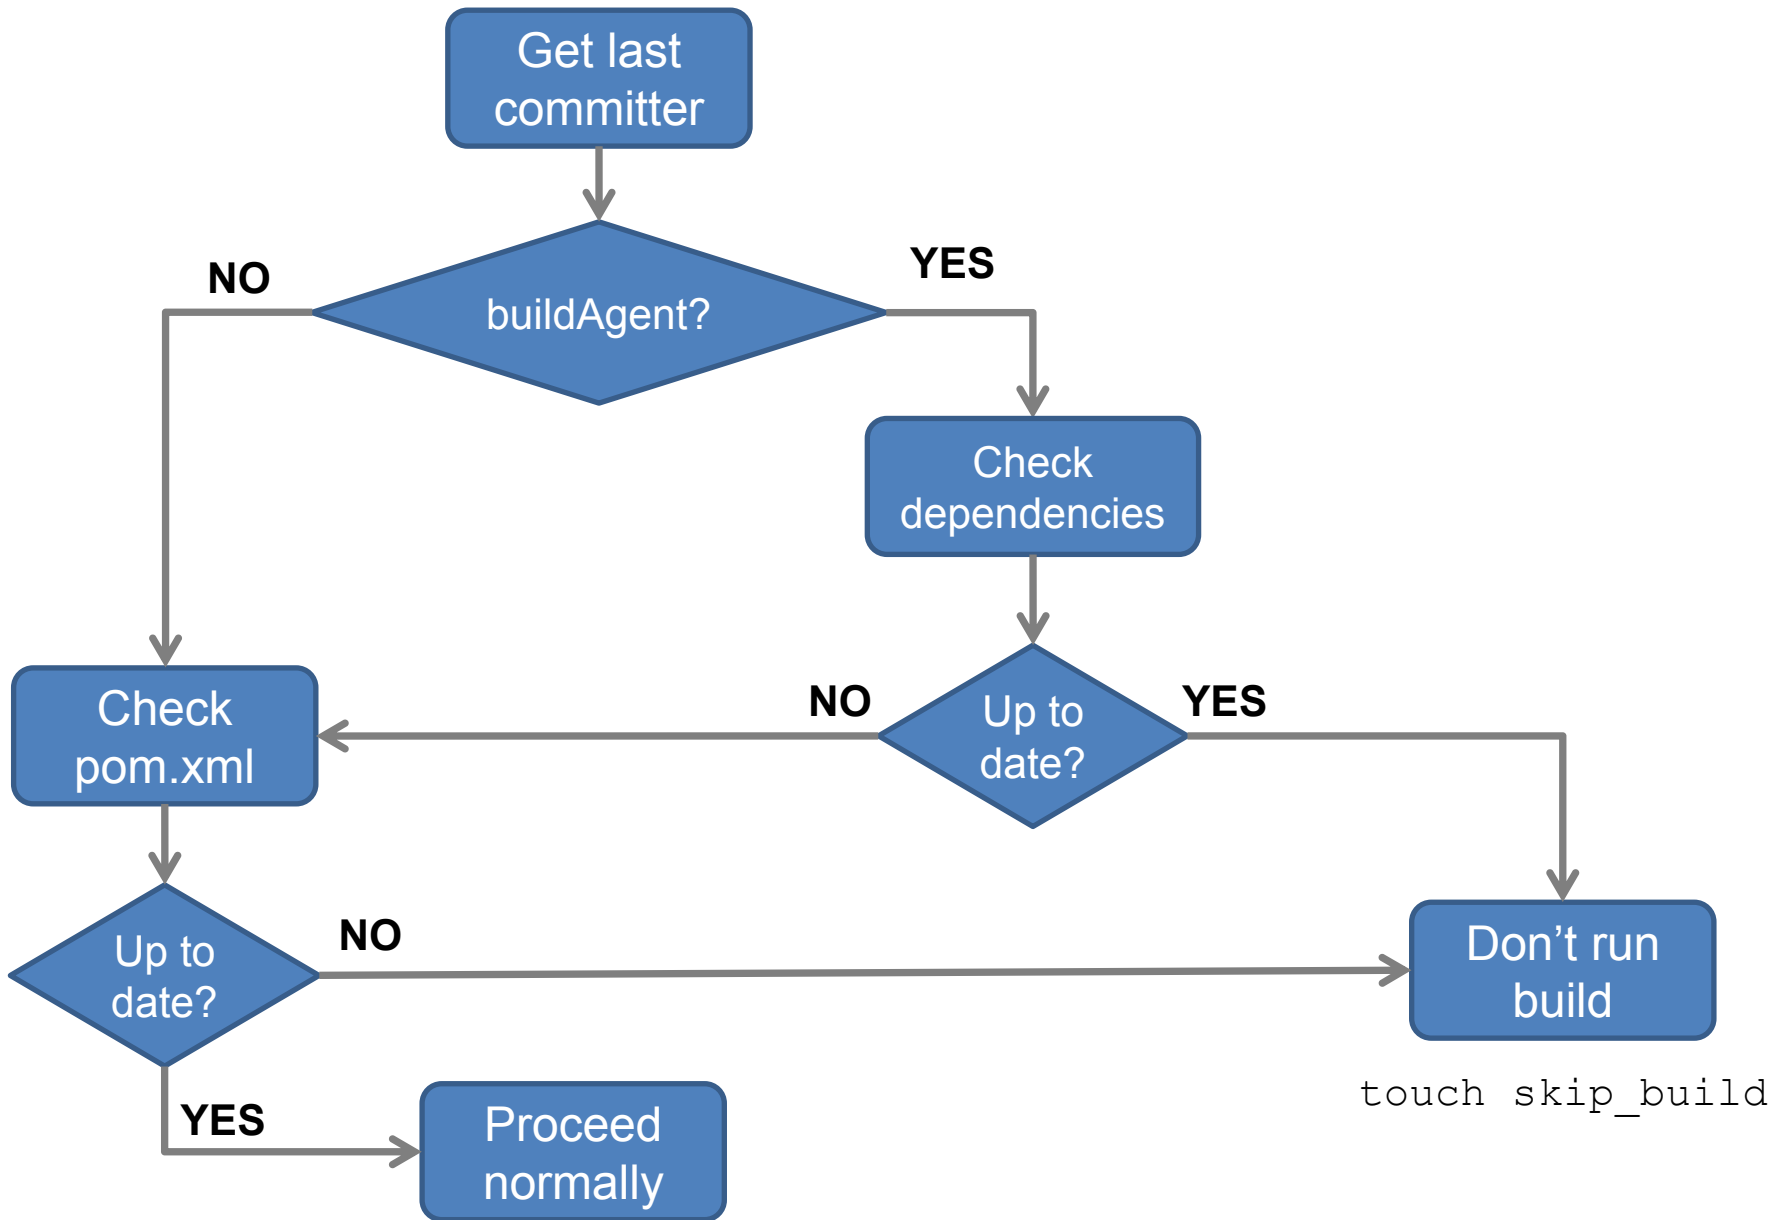 Get last
committer
NO
YES
buildAgent?
Check
dependencies
Check
pom.xml
NO
Up to
date?
YES
Up to
date?
NO
Don’t run
build
touch skip_build
YES
Proceed
normally